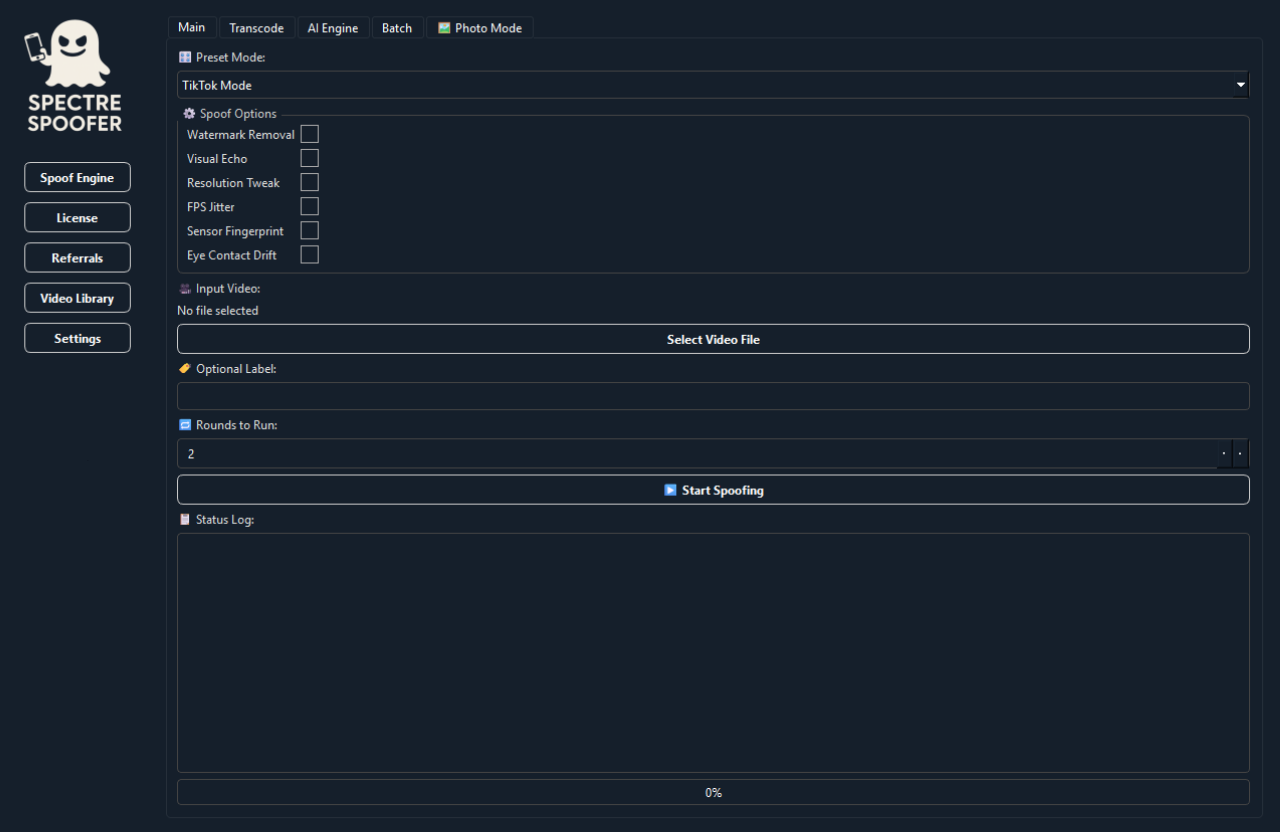 SPECTRE
SPOOFER
Spoof Engine
License
Referrals
Video Library
Settings
Main Transcode AI Engine Batch Photo Mode
Preset Mode:
TikTok Mode
Spoof Options
Watermark Removal
Visual Echo
Resolution Tweak
FPS Jitter
Sensor Fingerprint
Eye Contact Drift
Input Video:
No file selected
Select Video File
Optional Label:
Rounds to Run:
2
Start Spoofing
Status Log:
0%